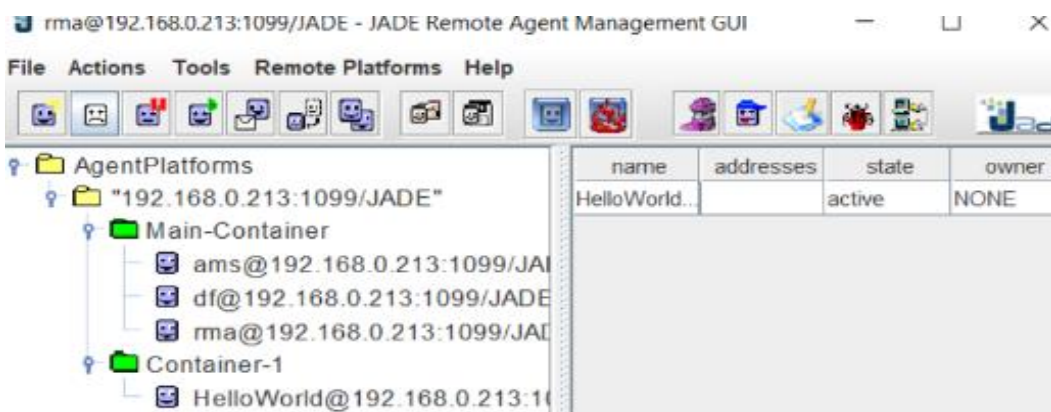 rma@192.168.0.213:1099/JADE - JADE Remote Agent Management GUI
File Actions Tools Remote Platforms Help
AgentPlatforms
"192.168.0.213:1099/JADE"
Main-Container
ams@192.168.0.213:1099/JA
df@192.168.0.213:1099/JADE
rma@192.168.0.213:1099/JA
Container-1
HelloWorld@192.168.0.213:1
name addresses state owner
HelloWorld... active NONE